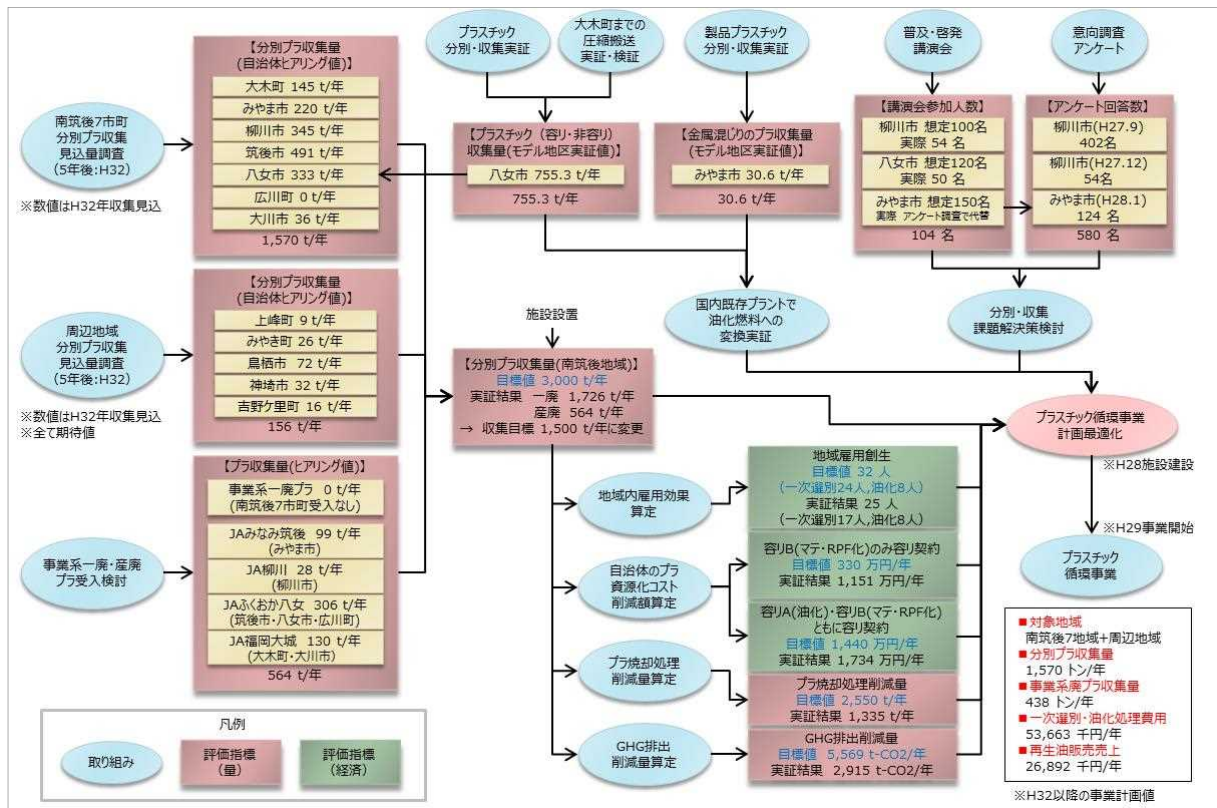 南筑後7市町
分別プラ収集
見込量調査
(5年後:H32)
※数値はH32年収集見込
【分別プラ収集量
(自治体ヒアリング値)】
大木町 145 t/年
みやま市 220 t/年
柳川市 345 t/年
筑後市 491 t/年
八女市 333 t/年
広川町 0 t/年
大川市 36 t/年
1,570 t/年
周辺地域
分別プラ収集
見込量調査
(5年後:H32)
※数値はH32年収集見込
※全て期待値
【分別プラ収集量
(自治体ヒアリング値)】
上峰町 9 t/年
みやき町 26 t/年
鳥栖市 72 t/年
神埼市 32 t/年
吉野ケ里町 16 t/年
156 t/年
事業系一廃・産廃
プラ受入検討
【プラ収集量(ヒアリング値)】
事業系一廃プラ 0 t/年
(南筑後7市町受入なし)
JAみなみ筑後 99 t/年
(みやま市)
JA柳川 28 t/年
(柳川市)
JAふくおか八女 306 t/年
(筑後市・八女市・広川町)
JA福岡大城 130 t/年
(大木町・大川市)
564 t/年
凡例
取り組み
評価指標
(量)
評価指標
(経済)
プラスチック
分別・収集実証
大木町までの
圧縮搬送
実証・検証
製品プラスチック
分別・収集実証
【プラスチック（容リ・非容リ）
収集量(モデル地区実証値)】
八女市 755.3 t/年
755.3 t/年
【金属混じりのプラ収集量
(モデル地区実証値)】
みやま市 30.6 t/年
30.6 t/年
国内既存プラントで
油化燃料への
変換実証
普及・啓発
講演会
意向調査
アンケート
【講演会参加人数】
柳川市 想定100名
実際 54 名
八女市 想定120名
実際 50 名
みやま市 想定150名
実際 アンケート調査で代替
104 名
【アンケート回答数】
柳川市(H27.9)
402名
柳川市(H27.12)
54名
みやま市(H28.1)
124 名
580 名
分別・収集
課題解決策検討
施設設置
【分別プラ収集量(南筑後地域)】
目標値 3,000 t/年
実証結果 一廃 1,726 t/年
産廃 564 t/年
→ 収集目標 1,500 t/年に変更
地域内雇用効果
算定
地域雇用創生
目標値 32 人
(一次選別24人,油化8人)
実証結果 25 人
(一次選別17人,油化8人)
自治体のプラ
資源化コスト
削減額算定
容リB(マテ・RPF化)のみ容リ契約
目標値 330 万円/年
実証結果 1,151 万円/年
容リA(油化)・容リB(マテ・RPF化)
ともに容リ契約
目標値 1,440 万円/年
実証結果 1,734 万円/年
プラ焼却処理
削減量算定
プラ焼却処理削減量
目標値 2,550 t/年
実証結果 1,335 t/年
GHG排出
削減量算定
GHG排出削減量
目標値 5,569 t-CO2/年
実証結果 2,915 t-CO2/年
プラスチック循環事業
計画最適化
※H28施設建設
※H29事業開始
プラスチック
循環事業
■対象地域
南筑後7地域+周辺地域
■分別プラ収集量
1,570 トン/年
■事業系廃プラ収集量
438 トン/年
■一次選別・油化処理費用
53,663 千円/年
■再生油販売売上
26,892 千円/年
※H32以降の事業計画値